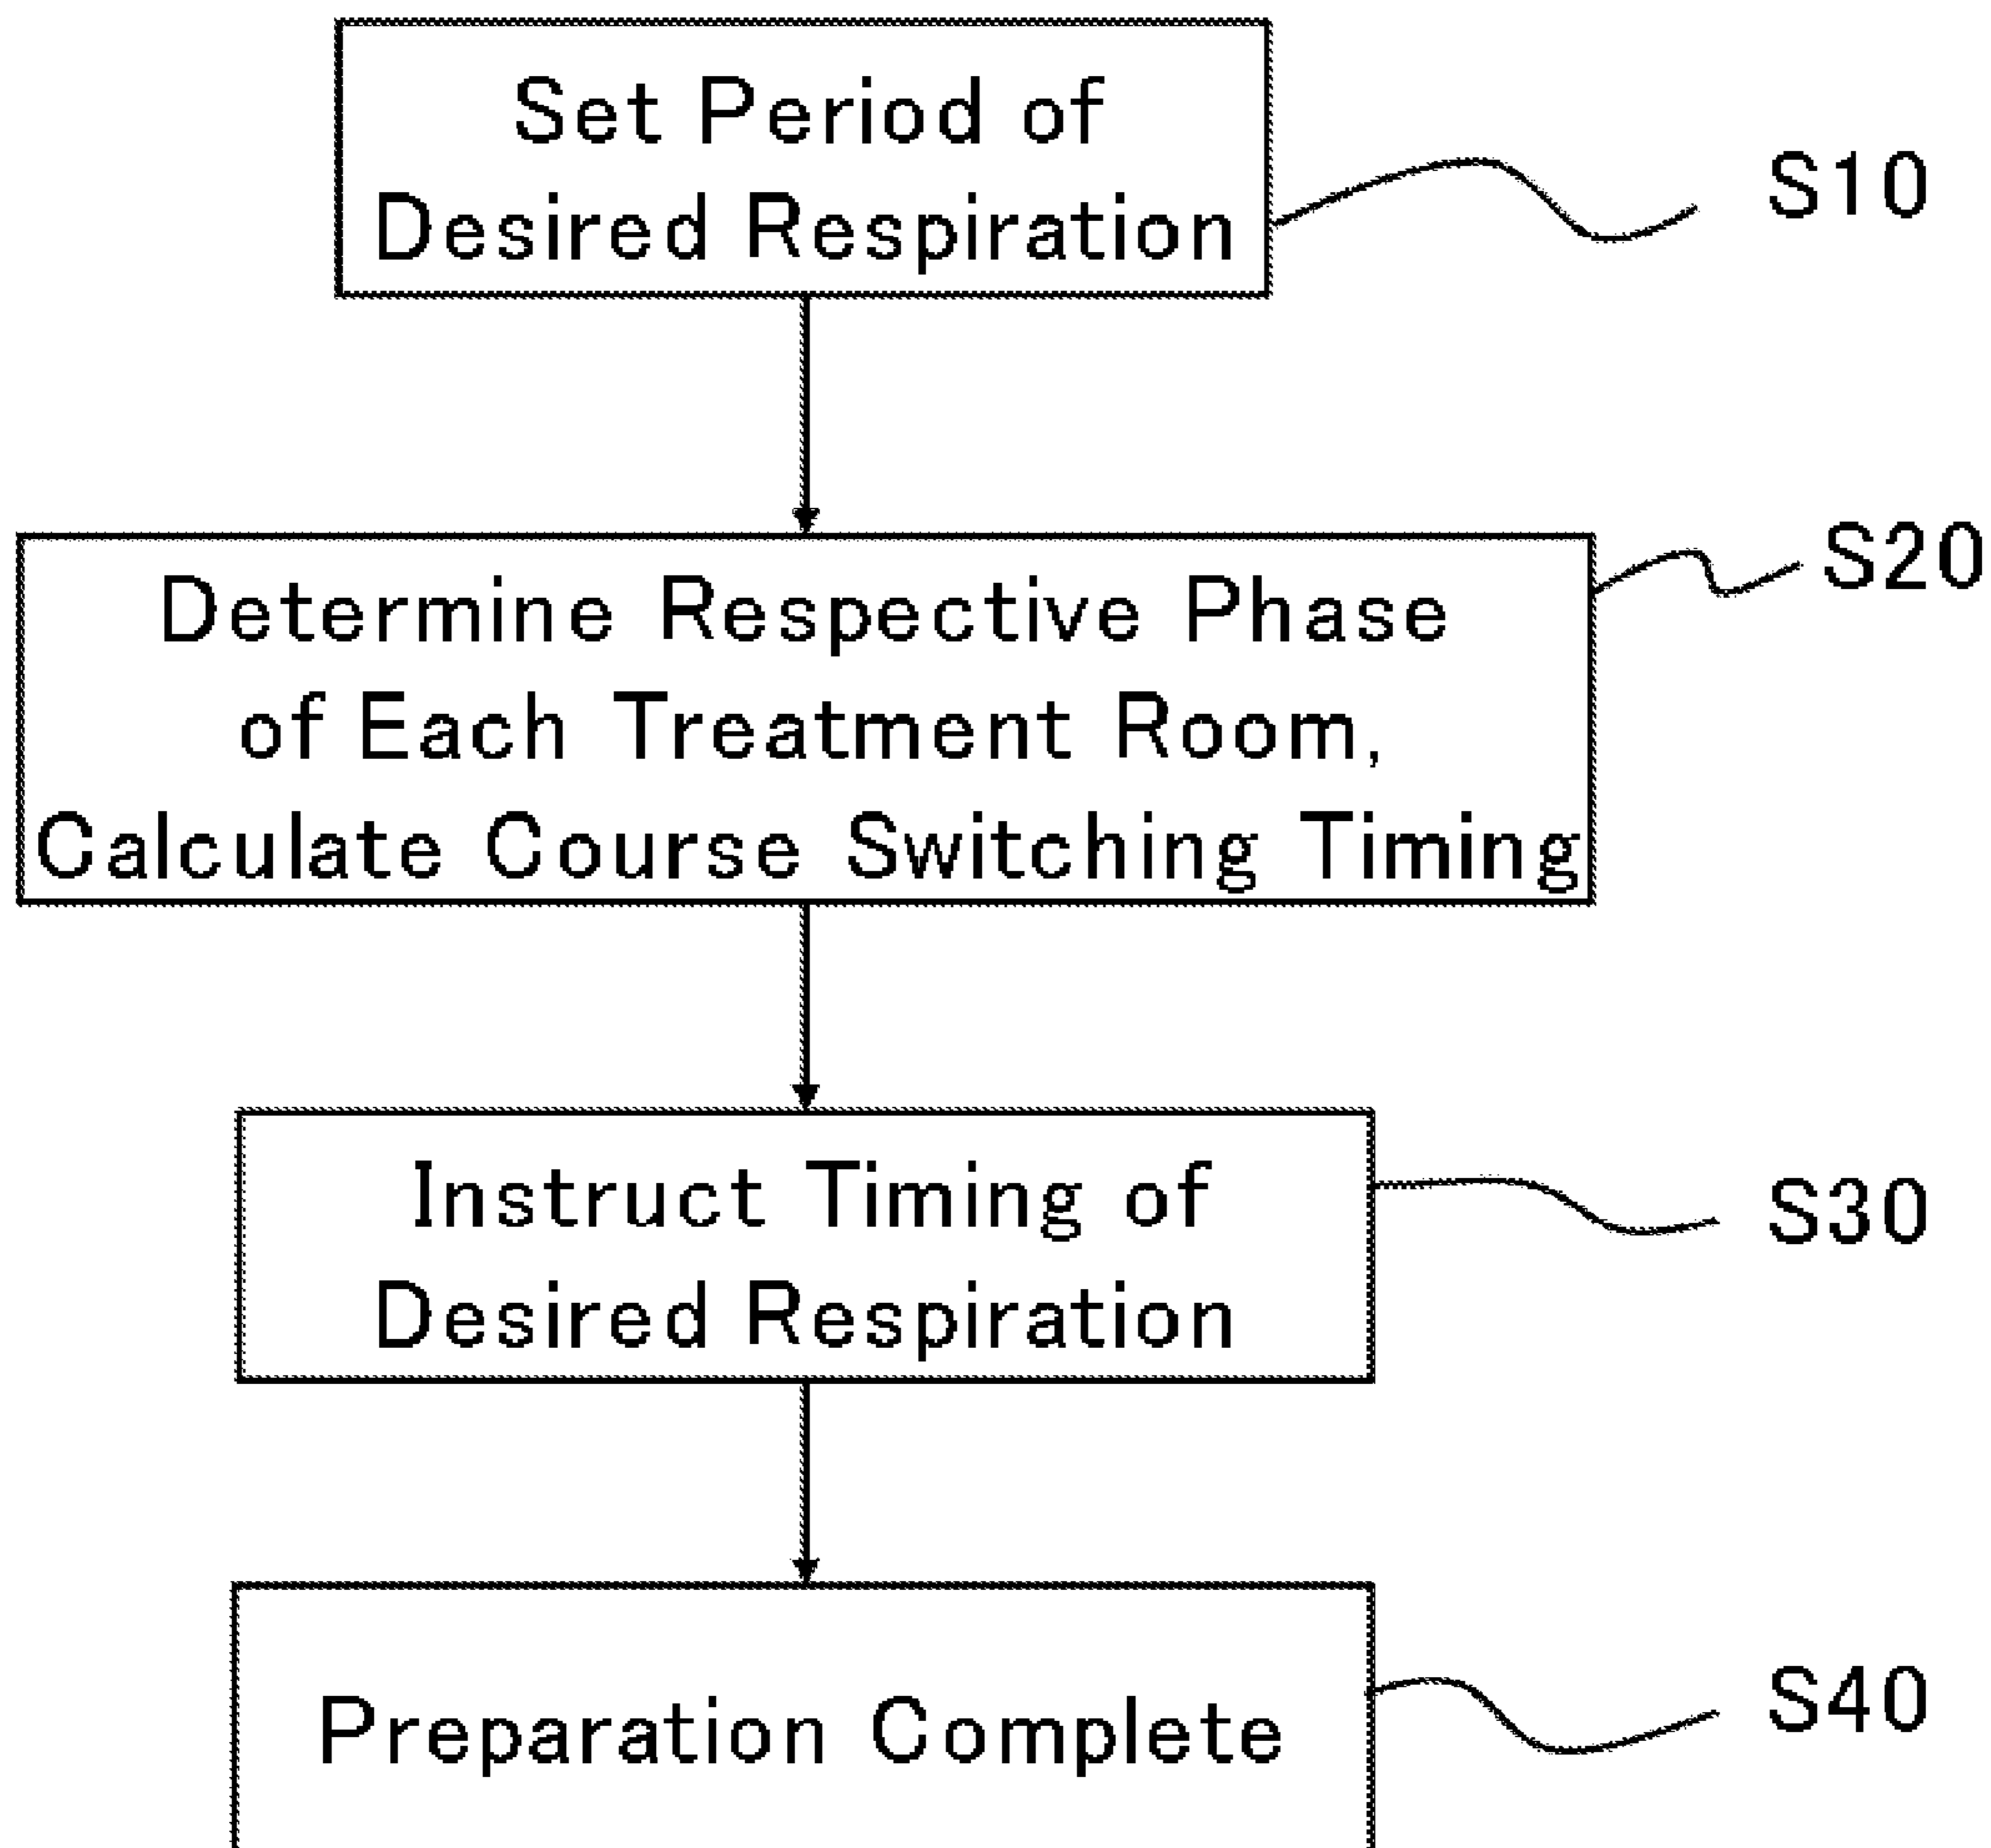 Set Period of
Desired Respiration
S10
Determine Respective Phase
of Each Treatment Room,
Calculate Course Switching Timing
S20
Instruct Timing of
Desired Respiration
S30
Preparation Complete
S40